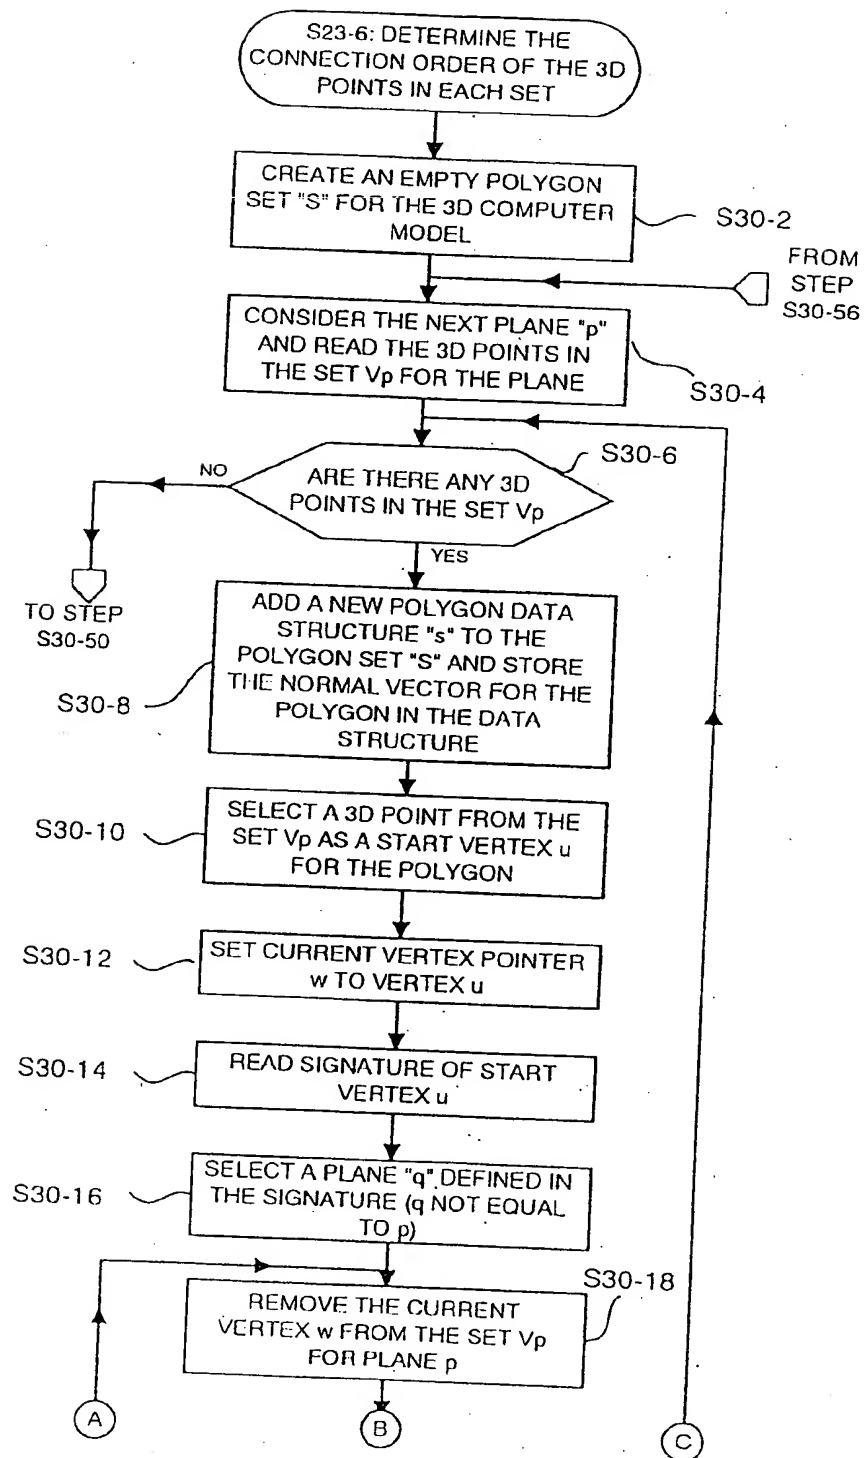 S23-6: DETERMINE THE
CONNECTION ORDER OF THE 3D
POINTS IN EACH SET
CREATE AN EMPTY POLYGON
SET "S" FOR THE 3D COMPUTER
MODEL
S30-2
FROM
STEP
S30-56
CONSIDER THE NEXT PLANE "p"
AND READ THE 3D POINTS IN
THE SET Vp FOR THE PLANE
S30-4
S30-6
NO
ARE THERE ANY 3D
POINTS IN THE SET Vp
YES
TO STEP
S30-50
ADD A NEW POLYGON DATA
STRUCTURE "s" TO THE
POLYGON SET "S" AND STORE
THE NORMAL VECTOR FOR THE
POLYGON IN THE DATA
STRUCTURE
S30-8
SELECT A 3D POINT FROM THE
SET Vp AS A START VERTEX u
FOR THE POLYGON
S30-10
SET CURRENT VERTEX POINTER
w TO VERTEX u
S30-12
READ SIGNATURE OF START
VERTEX u
S30-14
SELECT A PLANE "q" DEFINED IN
THE SIGNATURE (q NOT EQUAL
TO p)
S30-16
S30-18
REMOVE THE CURRENT
VERTEX w FROM THE SET Vp
FOR PLANE p
A
B
C